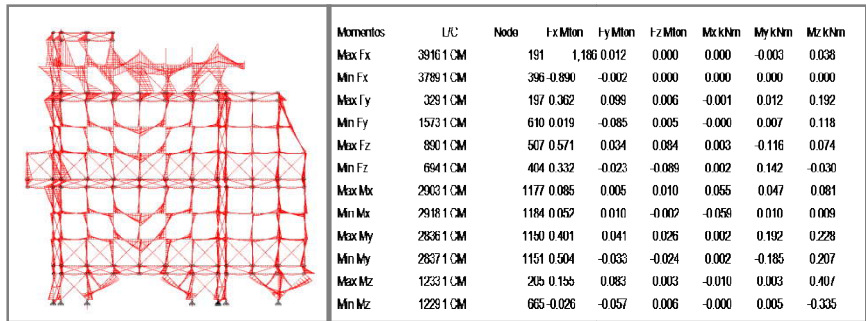 Momentos L/C Node Fx Mton Fy Mton Fz Mton Mx kNm My kNm Mz kNm
Max Fx 3916 1 CM 191 1,186 0.012 0.000 0.000 -0.003 0.038
Min Fx 3789 1 CM 396 -0.890 -0.002 0.000 0.000 0.000 0.000
Max Fy 329 1 CM 197 0.362 0.099 0.006 -0.001 0.012 0.192
Min Fy 1573 1 CM 610 0.019 -0.085 0.005 -0.000 0.007 0.118
Max Fz 890 1 CM 507 0.571 0.034 0.084 0.003 -0.116 0.074
Min Fz 694 1 CM 404 0.332 -0.023 -0.089 0.002 0.142 -0.030
Max Mx 2903 1 CM 1177 0.085 0.005 0.010 0.055 0.047 0.081
Min Mx 2918 1 CM 1184 0.052 0.010 -0.002 -0.059 0.010 0.009
Max My 2836 1 CM 1150 0.401 0.041 0.026 0.002 0.192 0.228
Min My 2837 1 CM 1151 0.504 -0.033 -0.024 0.002 -0.185 0.207
Max Mz 1233 1 CM 205 0.155 0.083 0.003 -0.010 0.003 0.407
Min Mz 1229 1 CM 665 -0.026 -0.057 0.006 -0.000 0.005 -0.335